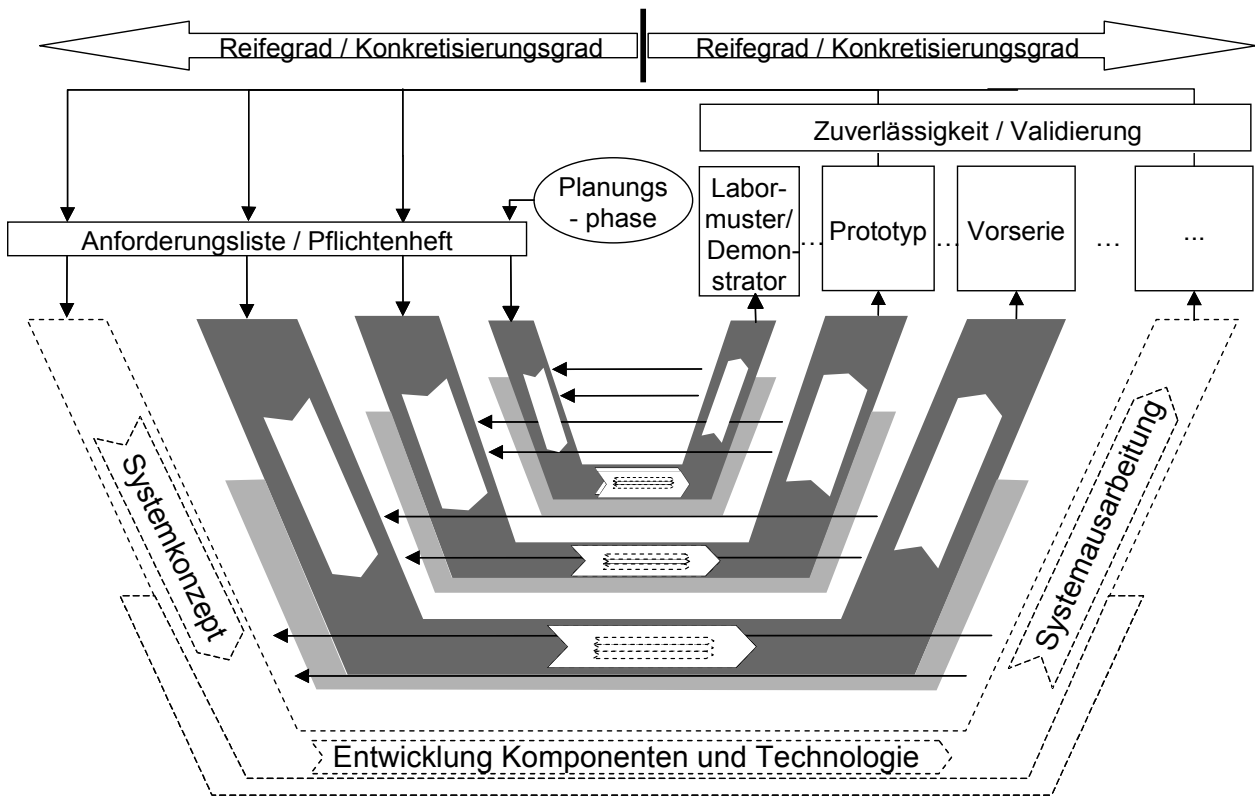 Reifegrad / Konkretisierungsgrad
Reifegrad / Konkretisierungsgrad
Zuverlässigkeit / Validierung
Planungs
- phase
Anforderungsliste / Pflichtenheft
Labor-
muster/
Demon-
strator
...
Prototyp
...
Vorserie
...
...
Systemkonzept
Systemausarbeitung
Entwicklung Komponenten und Technologie